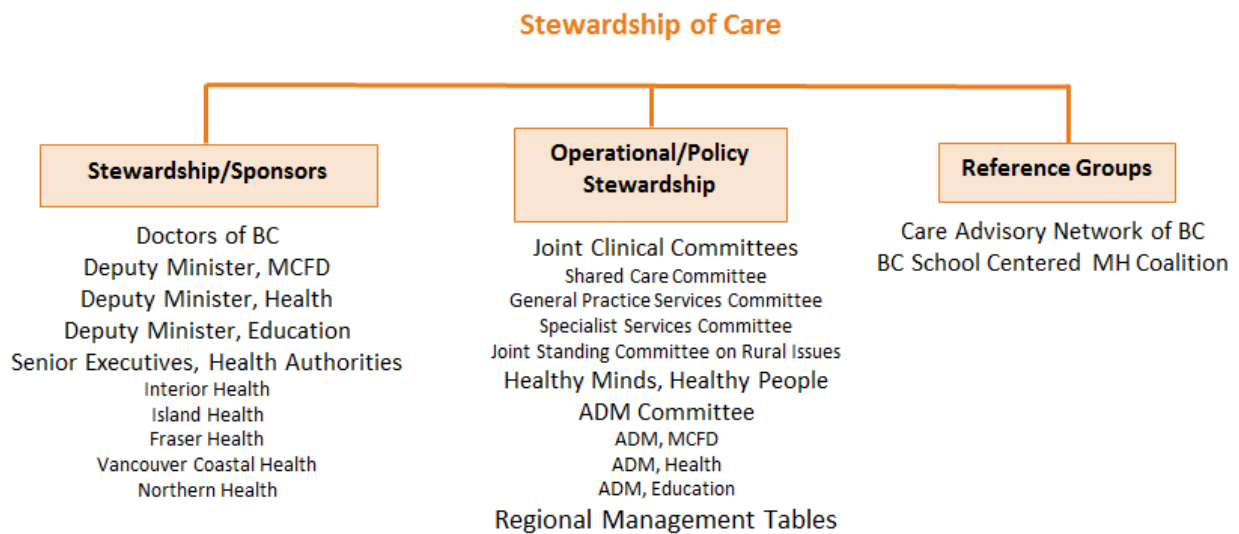 Stewardship of Care
Stewardship/Sponsors
Doctors of BC
Deputy Minister, MCFD
Deputy Minister, Health
Deputy Minister, Education
Senior Executives, Health Authorities
Interior Health
Island Health
Fraser Health
Vancouver Coastal Health
Northern Health
Operational/Policy
Stewardship
Joint Clinical Committees
Shared Care Committee
General Practice Services Committee
Specialist Services Committee
Joint Standing Committee on Rural Issues
Healthy Minds, Healthy People
ADM Committee
ADM, MCFD
ADM, Health
ADM, Education
Regional Management Tables
Reference Groups
Care Advisory Network of BC
BC School Centered MH Coalition